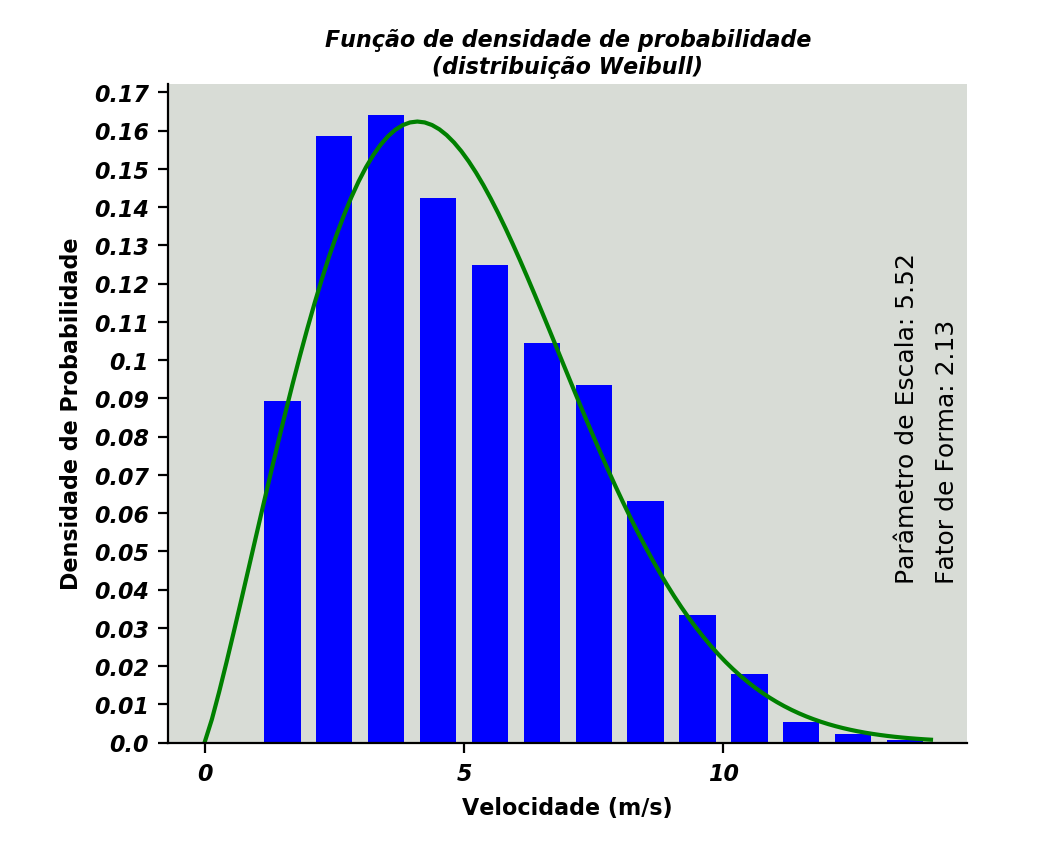 Função de densidade de probabilidade
(distribuição Weibull)
Densidade de Probabilidade
0.17
0.16
0.15
0.14
0.13
0.12
0.11
0.1
0.09
0.08
0.07
0.06
0.05
0.04
0.03
0.02
0.01
0.0
Parâmetro de Escala: 5.52
Fator de Forma: 2.13
0 5 10
Velocidade (m/s)